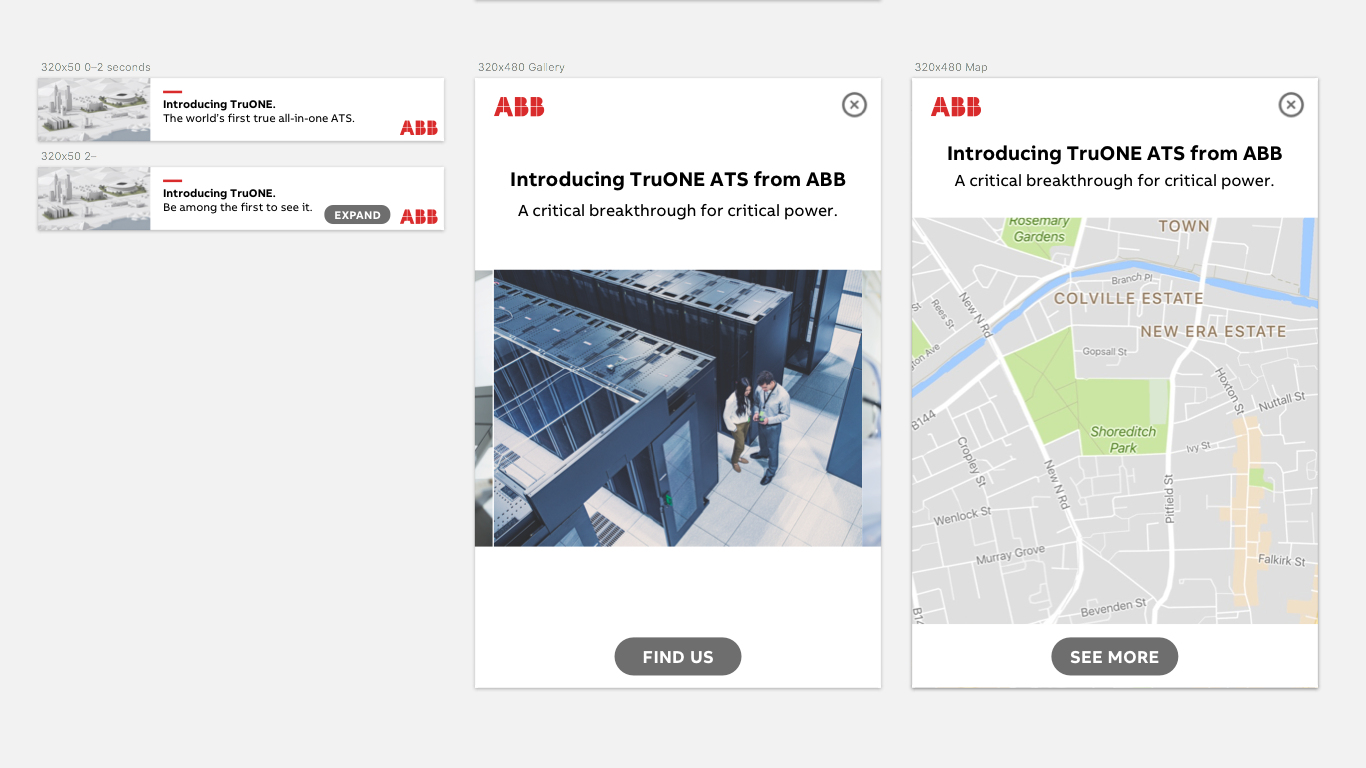 320x50 0–2 seconds
Introducing TruONE.
The world's first true all-in-one ATS.
ABB
320x50 2–
Introducing TruONE.
Be among the first to see it.
EXPAND
ABB
320x480 Gallery
ABB
Introducing TruONE ATS from ABB
A critical breakthrough for critical power.
FIND US
320x480 Map
ABB
Introducing TruONE ATS from ABB
A critical breakthrough for critical power.
Rosemary
Gardens
TOWN
Branch Pl
COLVILLE ESTATE
NEW ERA ESTATE
St
Rees St
New N Rd
Gopsall St
Hoxton St
Nuttall St
B144
Shoreditch
Park
Ivy St
Cropley St
New N Rd
Pitfield St
Wenlock St
Murray Grove
Falkirk St
Bevenden St
SEE MORE